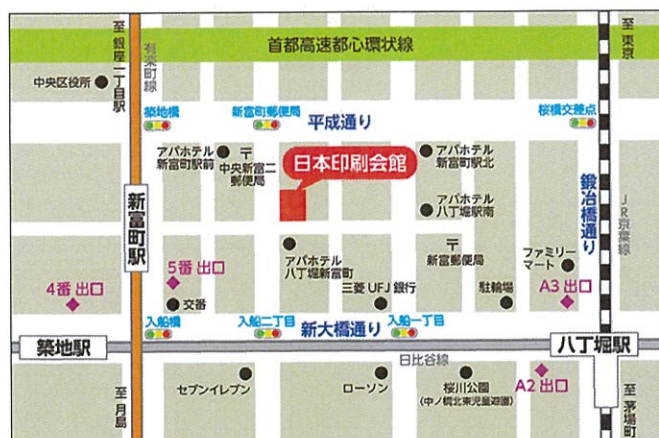 至 銀座一丁目駅
有楽町線
首都高速都心環状線
至 東京
中央区役所
築地橋
新富町郵便局
平成通り
桜橋交差点
アパホテル
新富町駅前
中央新富二
郵便局
日本印刷会館
アパホテル
新富町駅北
アパホテル
八丁堀駅南
鍛冶橋通り
JR京葉線
新富町駅
5番 出口
4番 出口
アパホテル
八丁堀新富町
新富郵便局
ファミリー
マート
三菱 UFJ 銀行
駐輪場
A3 出口
交番
入船橋
入船二丁目
新大橋通り
入船一丁目
築地駅
日比谷線
八丁堀駅
セブンイレブン
ローソン
桜川公園
(中ノ橋北東児童遊園)
A2 出口
至 月島
至 茅場町